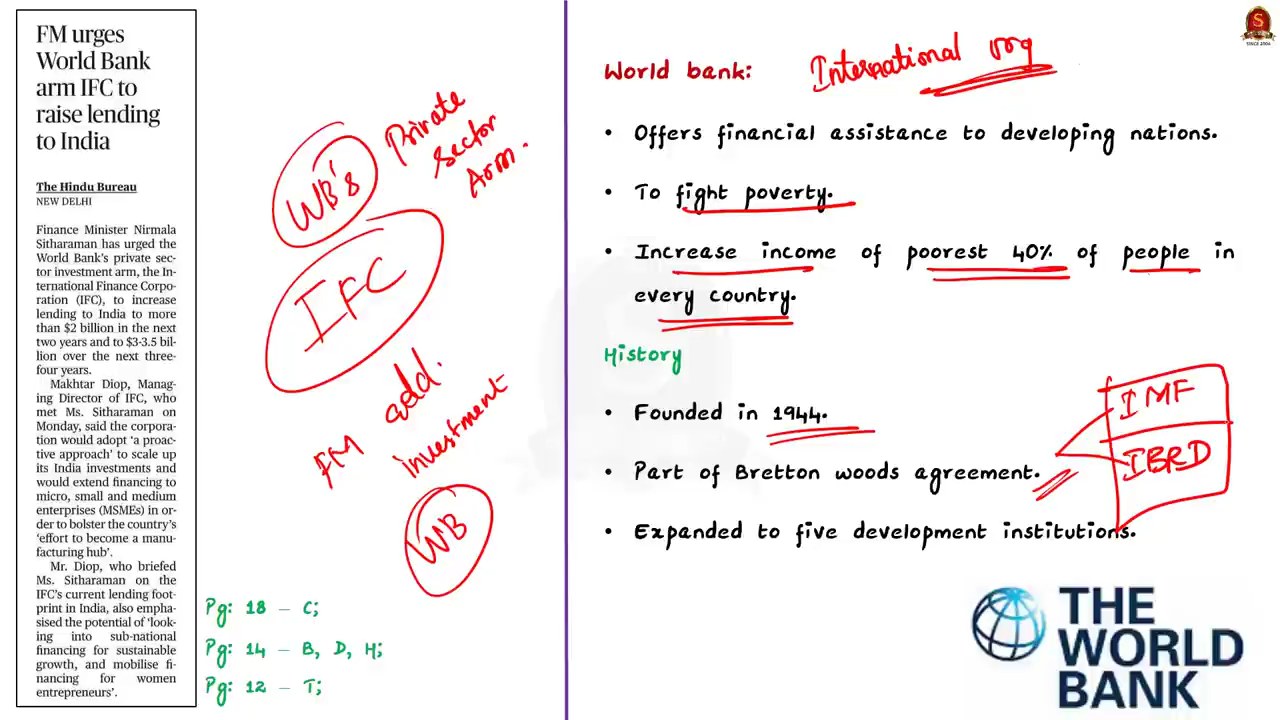 FM urges
World Bank
arm IFC to
raise lending
to India
The Hindu Bureau
NEW DELHI
Finance Minister Nirmala
Sitharaman has urged the
World Bank's private sec-
tor investment arm, the In-
ternational Finance Corpo-
ration (IFC), to increase
lending to India to more
than $2 billion in the next
two years and to $3-3.5 bil-
lion over the next three-
four years.
Makhtar Diop, Manag-
ing Director of IFC, who
met Ms. Sitharaman on
Monday, said the corpora-
tion would adopt 'a proac-
tive approach' to scale up
its India investments and
would extend financing to
micro, small and medium
enterprises (MSMEs) in or-
der to bolster the country's
'effort to become a manu-
facturing hub'.
Mr. Diop, who briefed
Ms. Sitharaman on the
IFC's current lending foot-
print in India, also empha-
sised the potential of 'look-
ing into sub-national
financing for sustainable
growth, and mobilise fi-
nancing for women
entrepreneurs'.
WB's
Private
Sector
Arm.
IFC
FM add.
investment
WB
Pg: 18 – C;
Pg: 14 – B, D, H;
Pg: 12 – T;
World bank:
International org
• Offers financial assistance to developing nations.
• To fight poverty.
• Increase income of poorest 40% of people in
every country.
History
• Founded in 1944.
• Part of Bretton woods agreement.
• Expanded to five development institutions.
IMF
IBRD
THE
WORLD
BANK
S
SINCE 2004